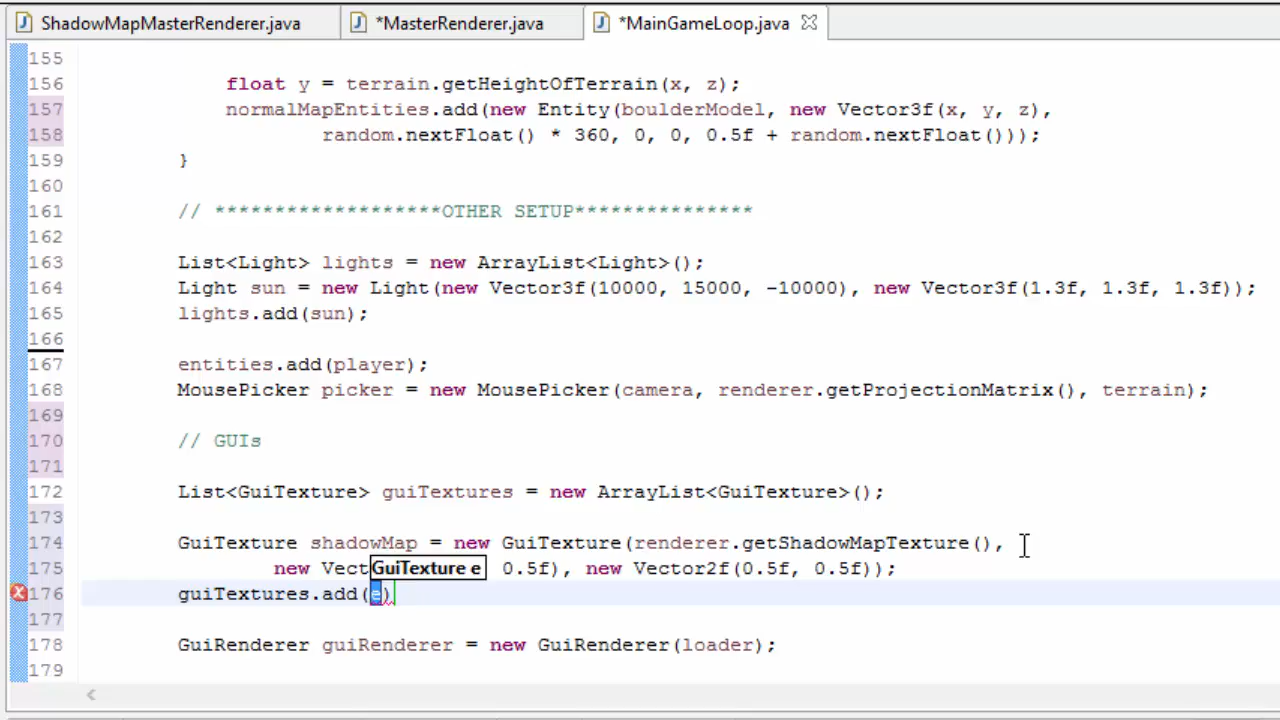 ShadowMapMasterRenderer.java *MasterRenderer.java *MainGameLoop.java
155
156 float y = terrain.getHeightOfTerrain(x, z);
157 normalMapEntities.add(new Entity(boulderModel, new Vector3f(x, y, z),
158 random.nextFloat() * 360, 0, 0, 0.5f + random.nextFloat()));
159 }
160
161 // *******************OTHER SETUP***************
162
163 List<Light> lights = new ArrayList<Light>();
164 Light sun = new Light(new Vector3f(10000, 15000, -10000), new Vector3f(1.3f, 1.3f, 1.3f));
165 lights.add(sun);
166
167 entities.add(player);
168 MousePicker picker = new MousePicker(camera, renderer.getProjectionMatrix(), terrain);
169
170 // GUIs
171
172 List<GuiTexture> guiTextures = new ArrayList<GuiTexture>();
173
174 GuiTexture shadowMap = new GuiTexture(renderer.getShadowMapTexture(),
175 new Vect GuiTexture e 0.5f), new Vector2f(0.5f, 0.5f));
176 guiTextures.add(e)
177
178 GuiRenderer guiRenderer = new GuiRenderer(loader);
179